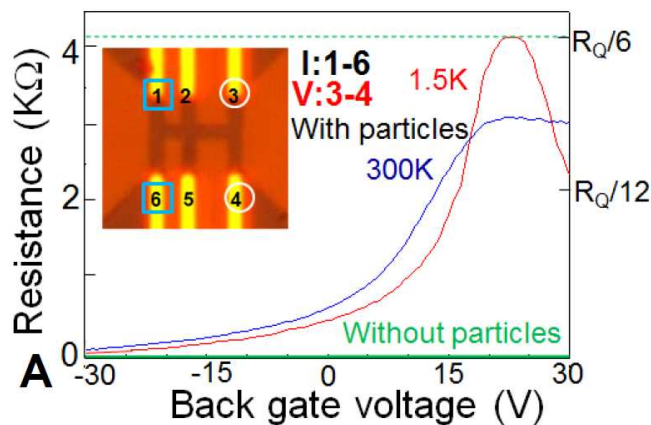 4
2
0
Resistance (KΩ)
1
2
3
6
5
4
I:1-6
V:3-4
With particles
1.5K
300K
Without particles
R_Q/6
R_Q/12
A
-30
-15
0
15
30
Back gate voltage (V)